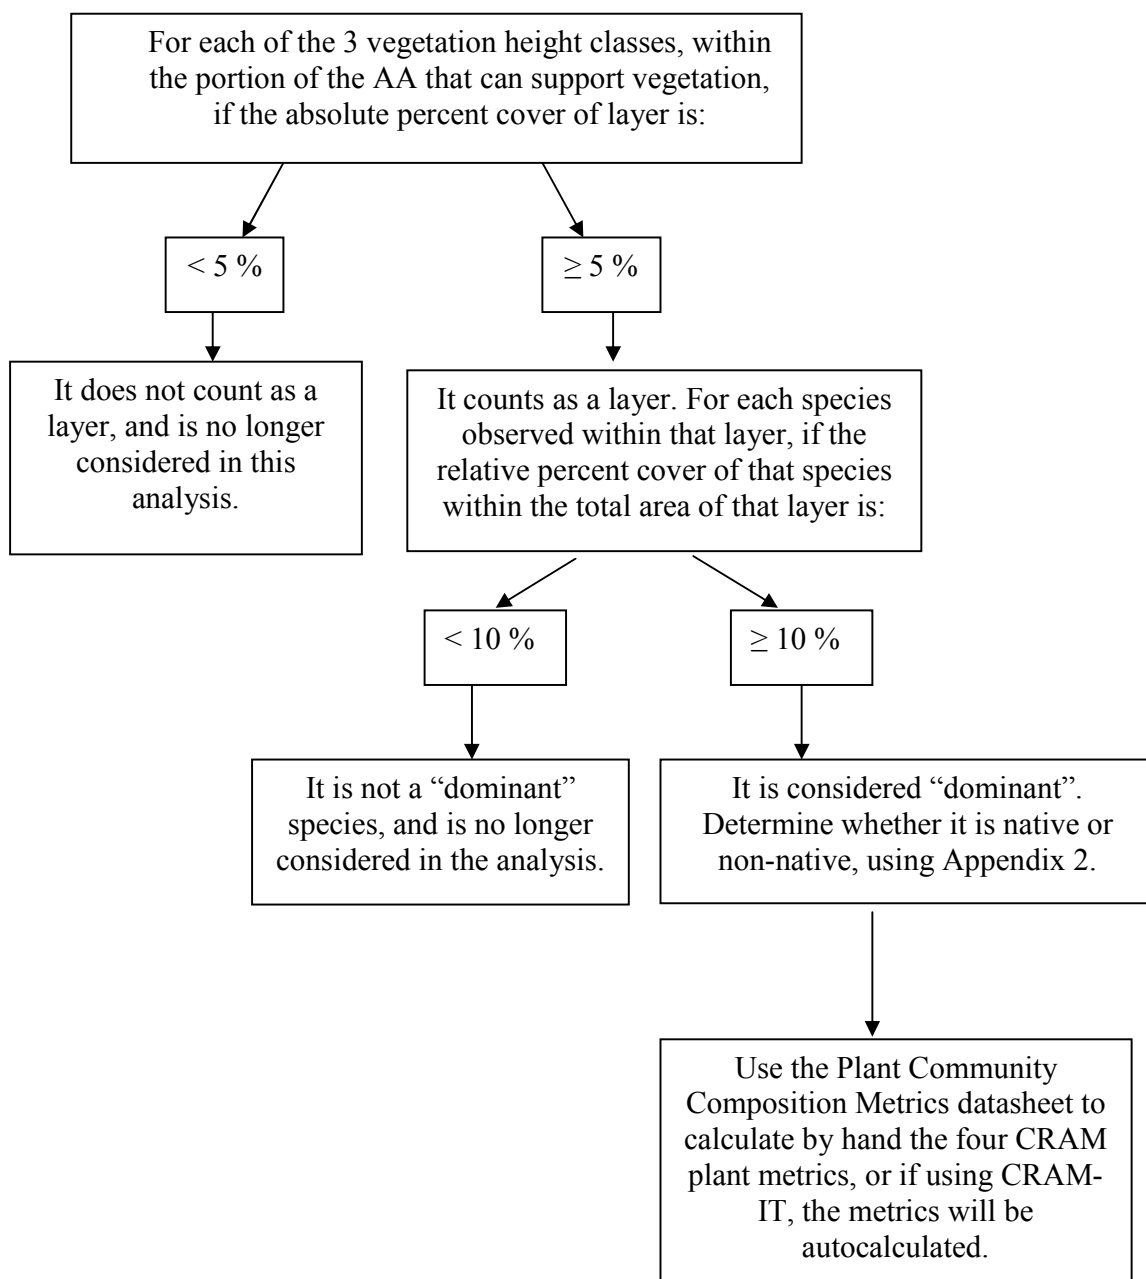 For each of the 3 vegetation height classes, within
the portion of the AA that can support vegetation,
if the absolute percent cover of layer is:
< 5 %
≥ 5 %
It does not count as a
layer, and is no longer
considered in this
analysis.
It counts as a layer. For each species
observed within that layer, if the
relative percent cover of that species
within the total area of that layer is:
< 10 %
≥ 10 %
It is not a “dominant”
species, and is no longer
considered in the analysis.
It is considered “dominant”.
Determine whether it is native or
non-native, using Appendix 2.
Use the Plant Community
Composition Metrics datasheet to
calculate by hand the four CRAM
plant metrics, or if using CRAM-
IT, the metrics will be
autocalculated.